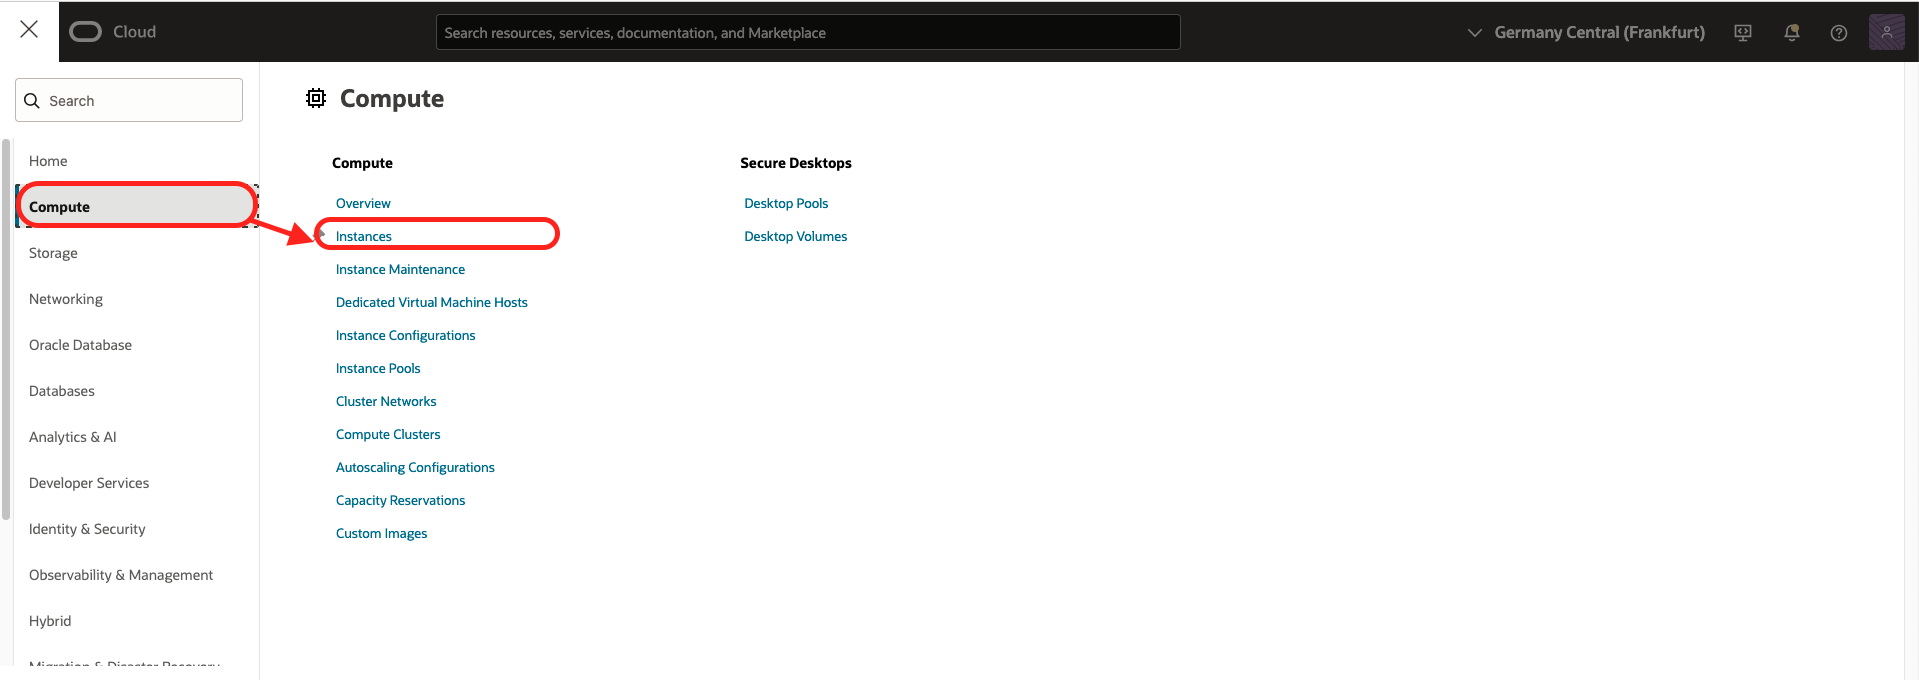 Cloud
Search resources, services, documentation, and Marketplace
Germany Central (Frankfurt)
Search
Home
Compute
Storage
Networking
Oracle Database
Databases
Analytics & AI
Developer Services
Identity & Security
Observability & Management
Hybrid
Migration & Disaster Recovery
Compute
Compute
Overview
Instances
Instance Maintenance
Dedicated Virtual Machine Hosts
Instance Configurations
Instance Pools
Cluster Networks
Compute Clusters
Autoscaling Configurations
Capacity Reservations
Custom Images
Secure Desktops
Desktop Pools
Desktop Volumes